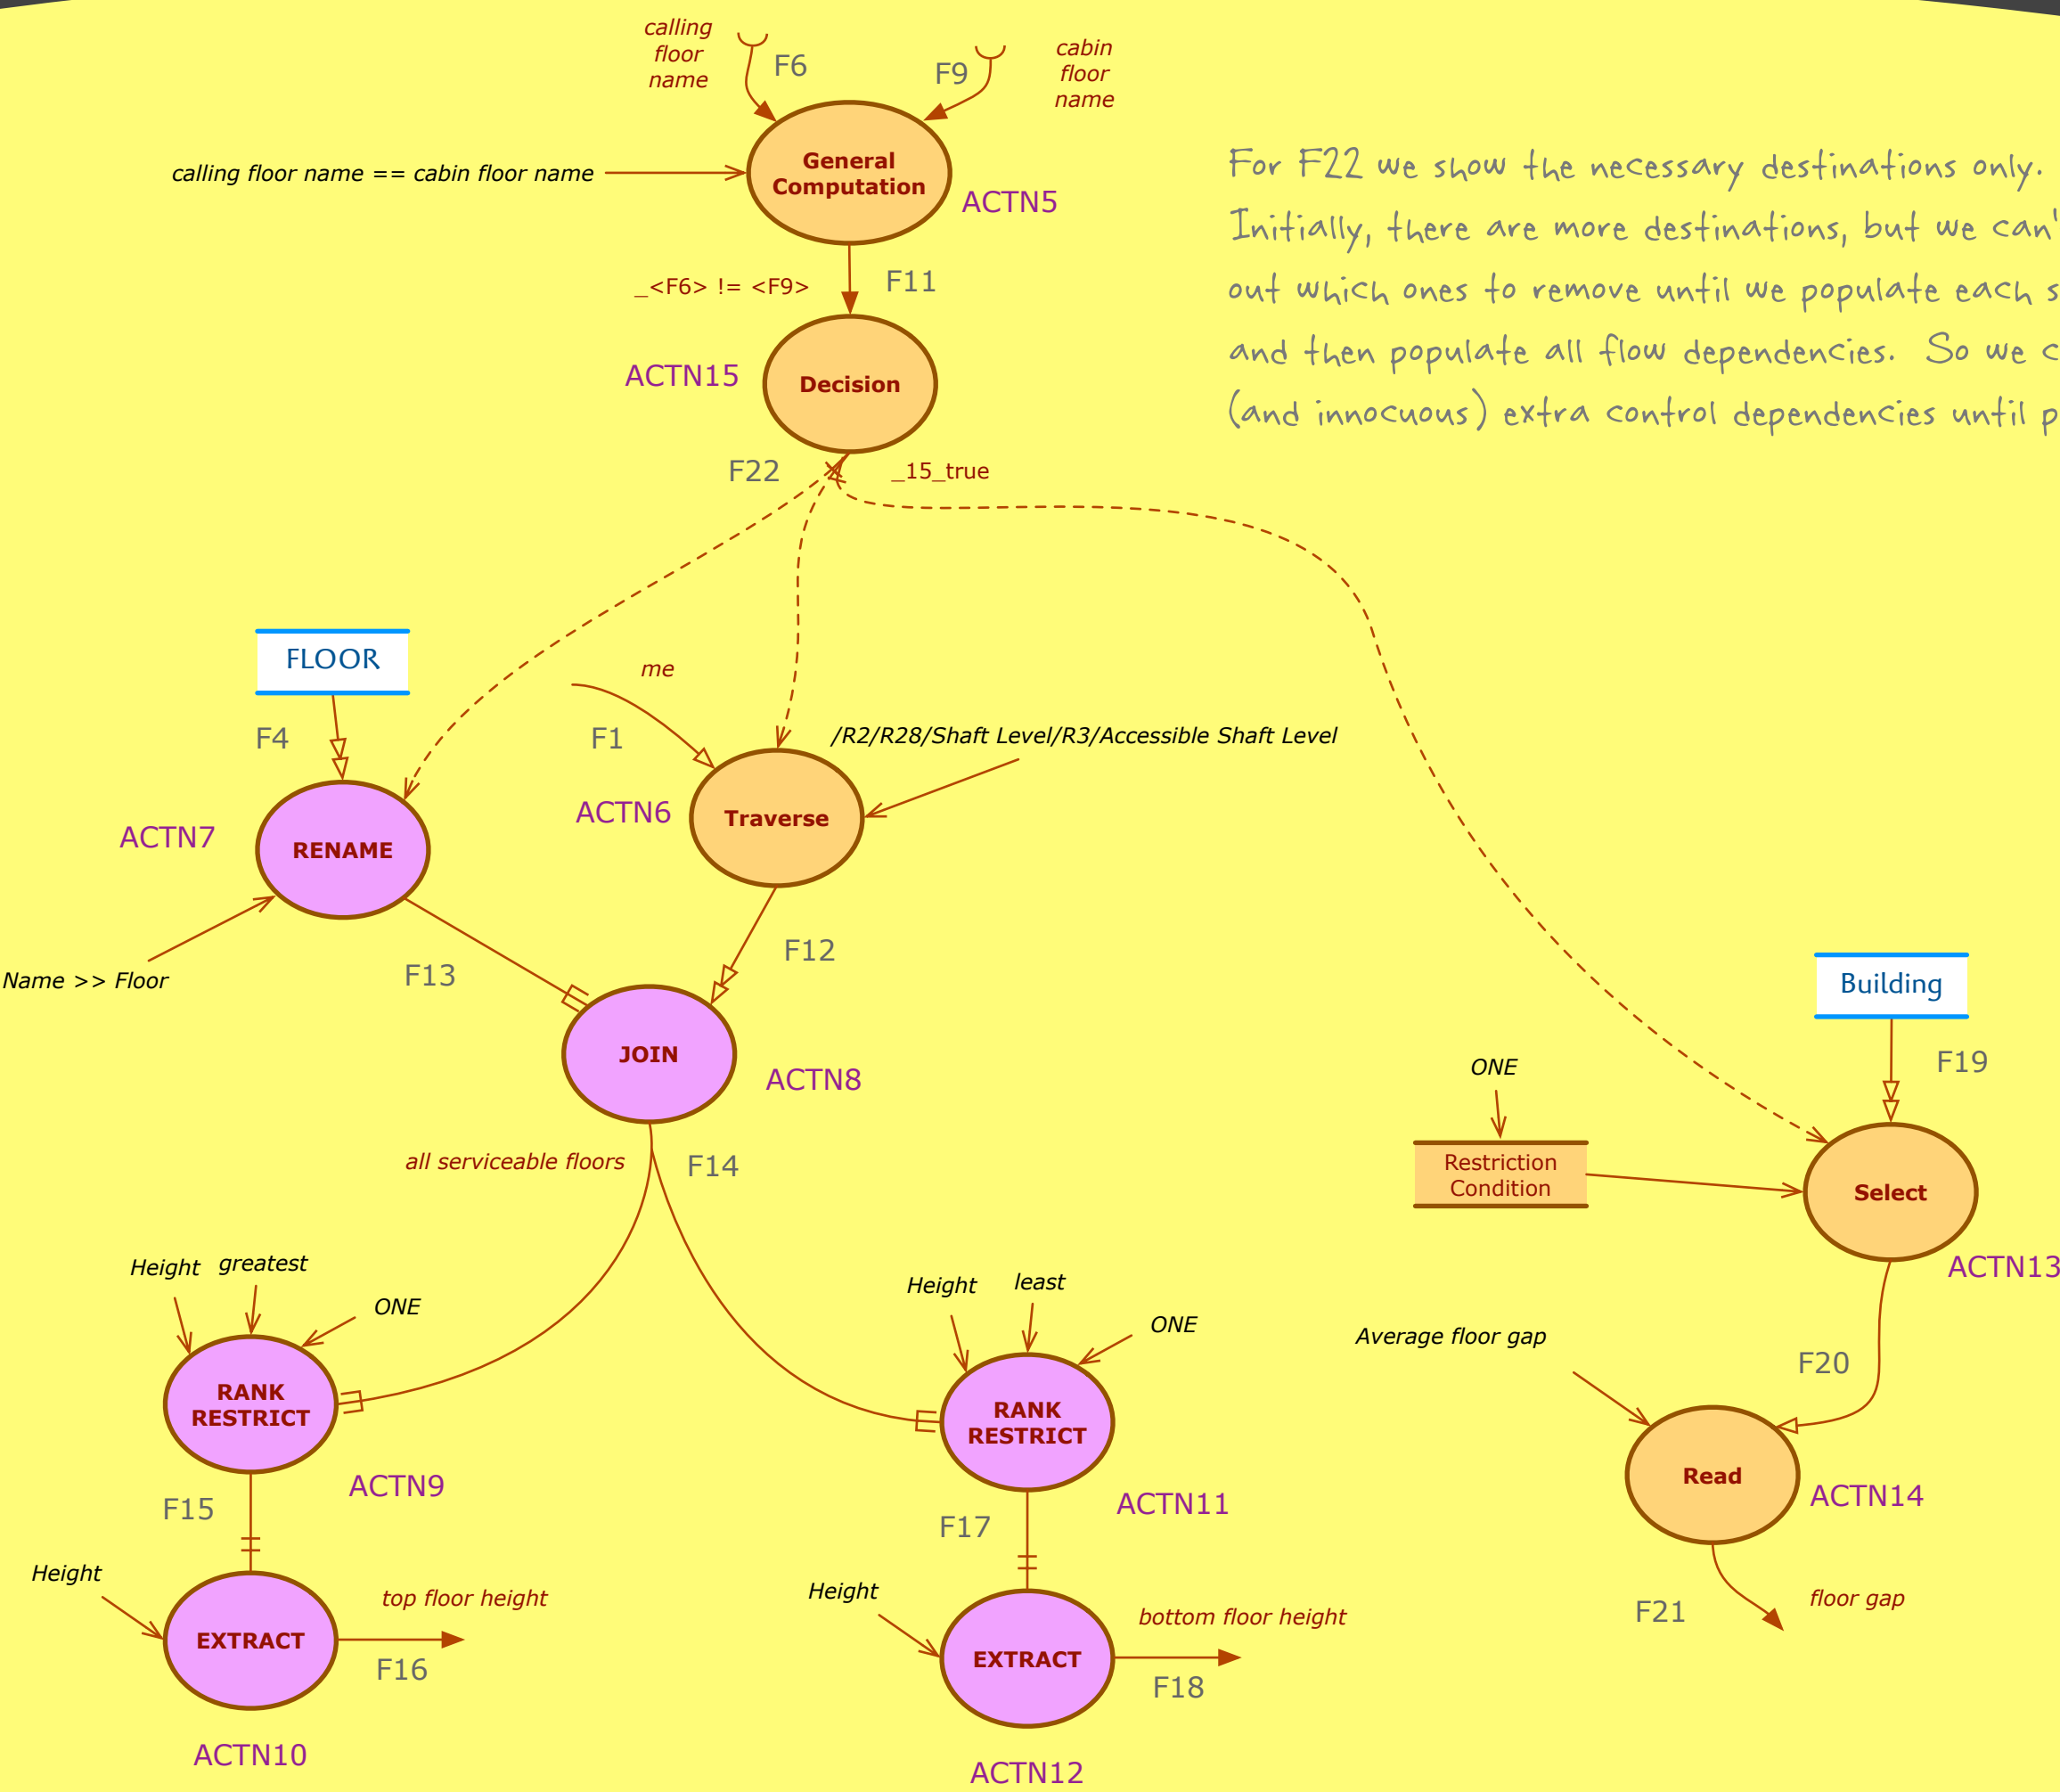 calling
floor
name
F6
F9
cabin
floor
name
calling floor name == cabin floor name
General
Computation
ACTN5
For F22 we show the necessary destinations only.
Initially, there are more destinations, but we can'
out which ones to remove until we populate each s
and then populate all flow dependencies. So we c
(and innocuous) extra control dependencies until p
_<F6> != <F9>
F11
ACTN15
Decision
F22
_15_true
FLOOR
F4
me
F1
/R2/R28/Shaft Level/R3/Accessible Shaft Level
ACTN7
RENAME
ACTN6
Traverse
Name >> Floor
F13
F12
JOIN
ACTN8
Building
F19
ONE
Restriction
Condition
Select
ACTN13
all serviceable floors
F14
Height
greatest
ONE
RANK
RESTRICT
ACTN9
F15
Height
EXTRACT
top floor height
F16
ACTN10
Height
least
ONE
RANK
RESTRICT
ACTN11
F17
Height
EXTRACT
bottom floor height
F18
ACTN12
Average floor gap
F20
Read
ACTN14
F21
floor gap